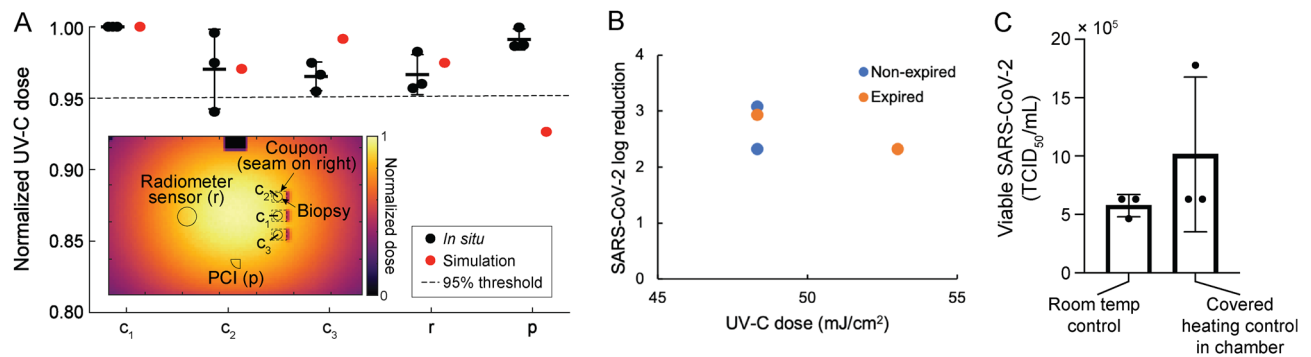 A
Normalized UV-C dose
1.00
0.95
0.90
0.85
0.80
c₁
c₂
c₃
r
p
Coupon
(seam on right)
Radiometer
sensor (r)
c₂
Biopsy
c₁
c₃
PCI (p)
1
Normalized dose
0
In situ
Simulation
95% threshold
B
SARS-CoV-2 log reduction
4
3
2
1
0
45
50
55
UV-C dose (mJ/cm²)
Non-expired
Expired
C
× 10⁵
Viable SARS-CoV-2
(TCID₅₀/mL)
20
15
10
5
0
Room temp
control
Covered
heating control
in chamber